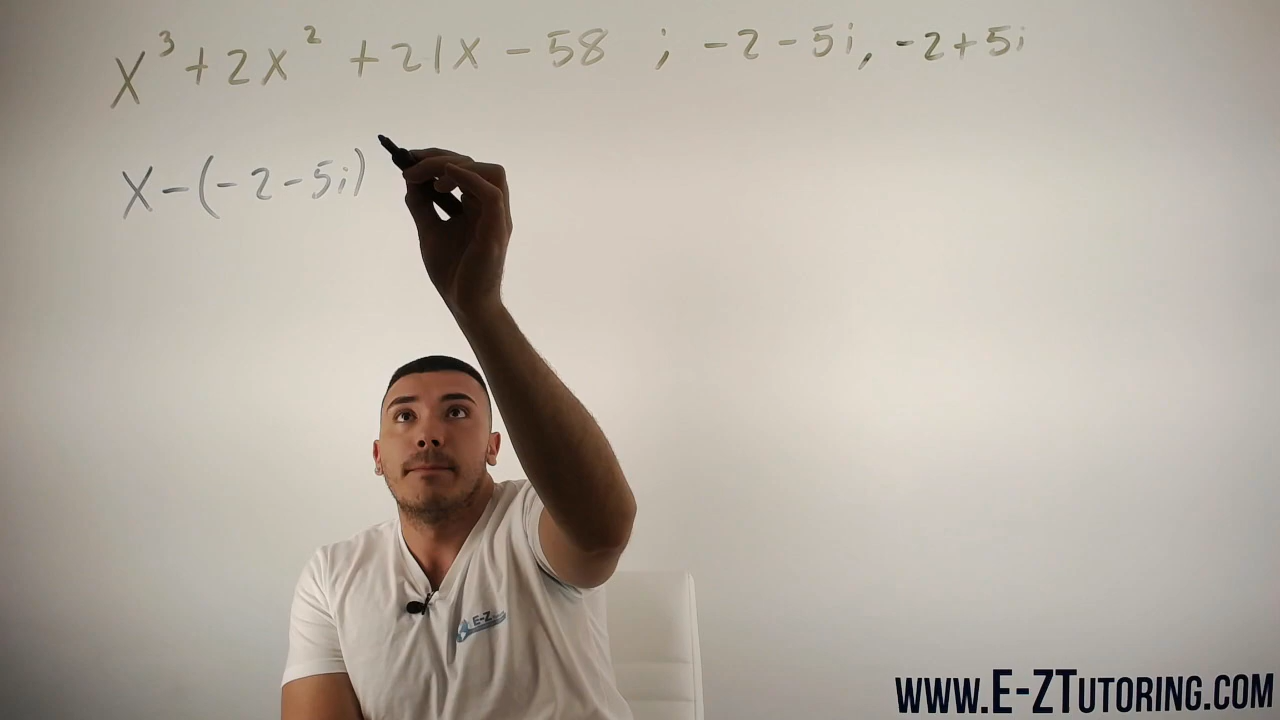 x³ + 2x² + 21x - 58 ; -2-5i, -2+5i
x-(-2-5i)
E-Z
WWW.E-ZTUTORING.COM